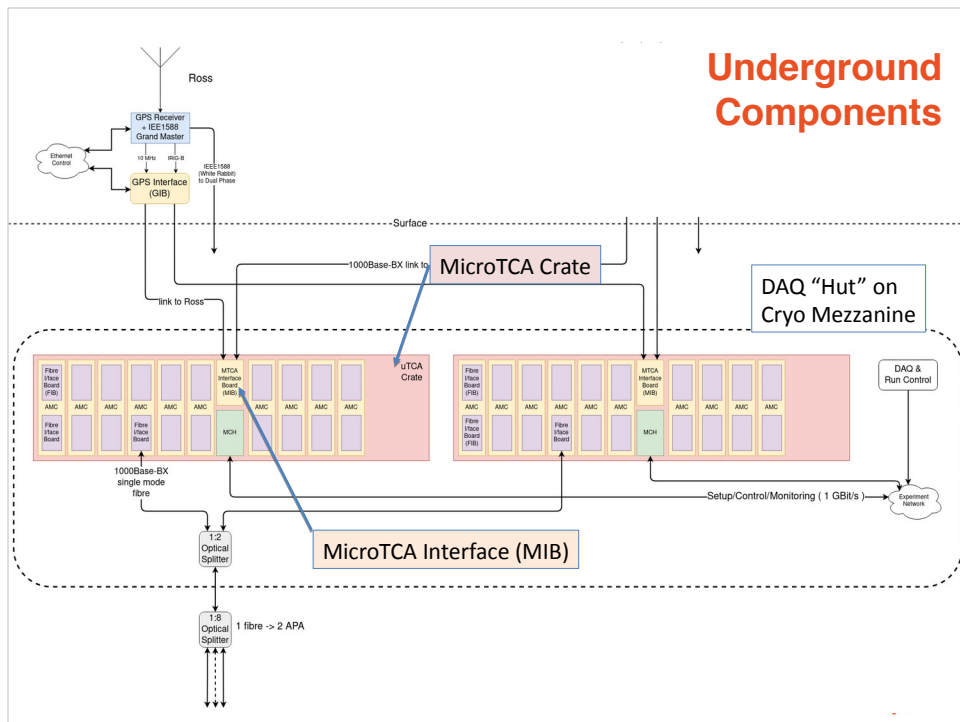 Underground
Components
Ross
GPS Receiver
+ IEE1588
Grand Master
Ethernet
Control
10 MHz
IRIG-B
IEEE1588
(White Rabbit)
to Dual Phase
GPS Interface
(GIB)
Surface
1000Base-BX link to
MicroTCA Crate
DAQ “Hut” on
Cryo Mezzanine
link to Ross
Fibre
I/face
Board
(FIB)
AMC
Fibre
I/face
Board
AMC
AMC
Fibre
I/face
Board
AMC
AMC
MTCA
Interface
Board
(MIB)
MCH
AMC
AMC
AMC
AMC
uTCA
Crate
Fibre
I/face
Board
(FIB)
AMC
Fibre
I/face
Board
(FIB)
AMC
AMC
Fibre
I/face
Board
AMC
AMC
MTCA
Interface
Board
(MIB)
MCH
AMC
AMC
AMC
AMC
DAQ &
Run Control
1000Base-BX
single mode
fibre
Setup/Control/Monitoring ( 1 GBit/s )
Experiment
Network
1:2
Optical
Splitter
MicroTCA Interface (MIB)
1:8
Optical
Splitter
1 fibre -> 2 APA